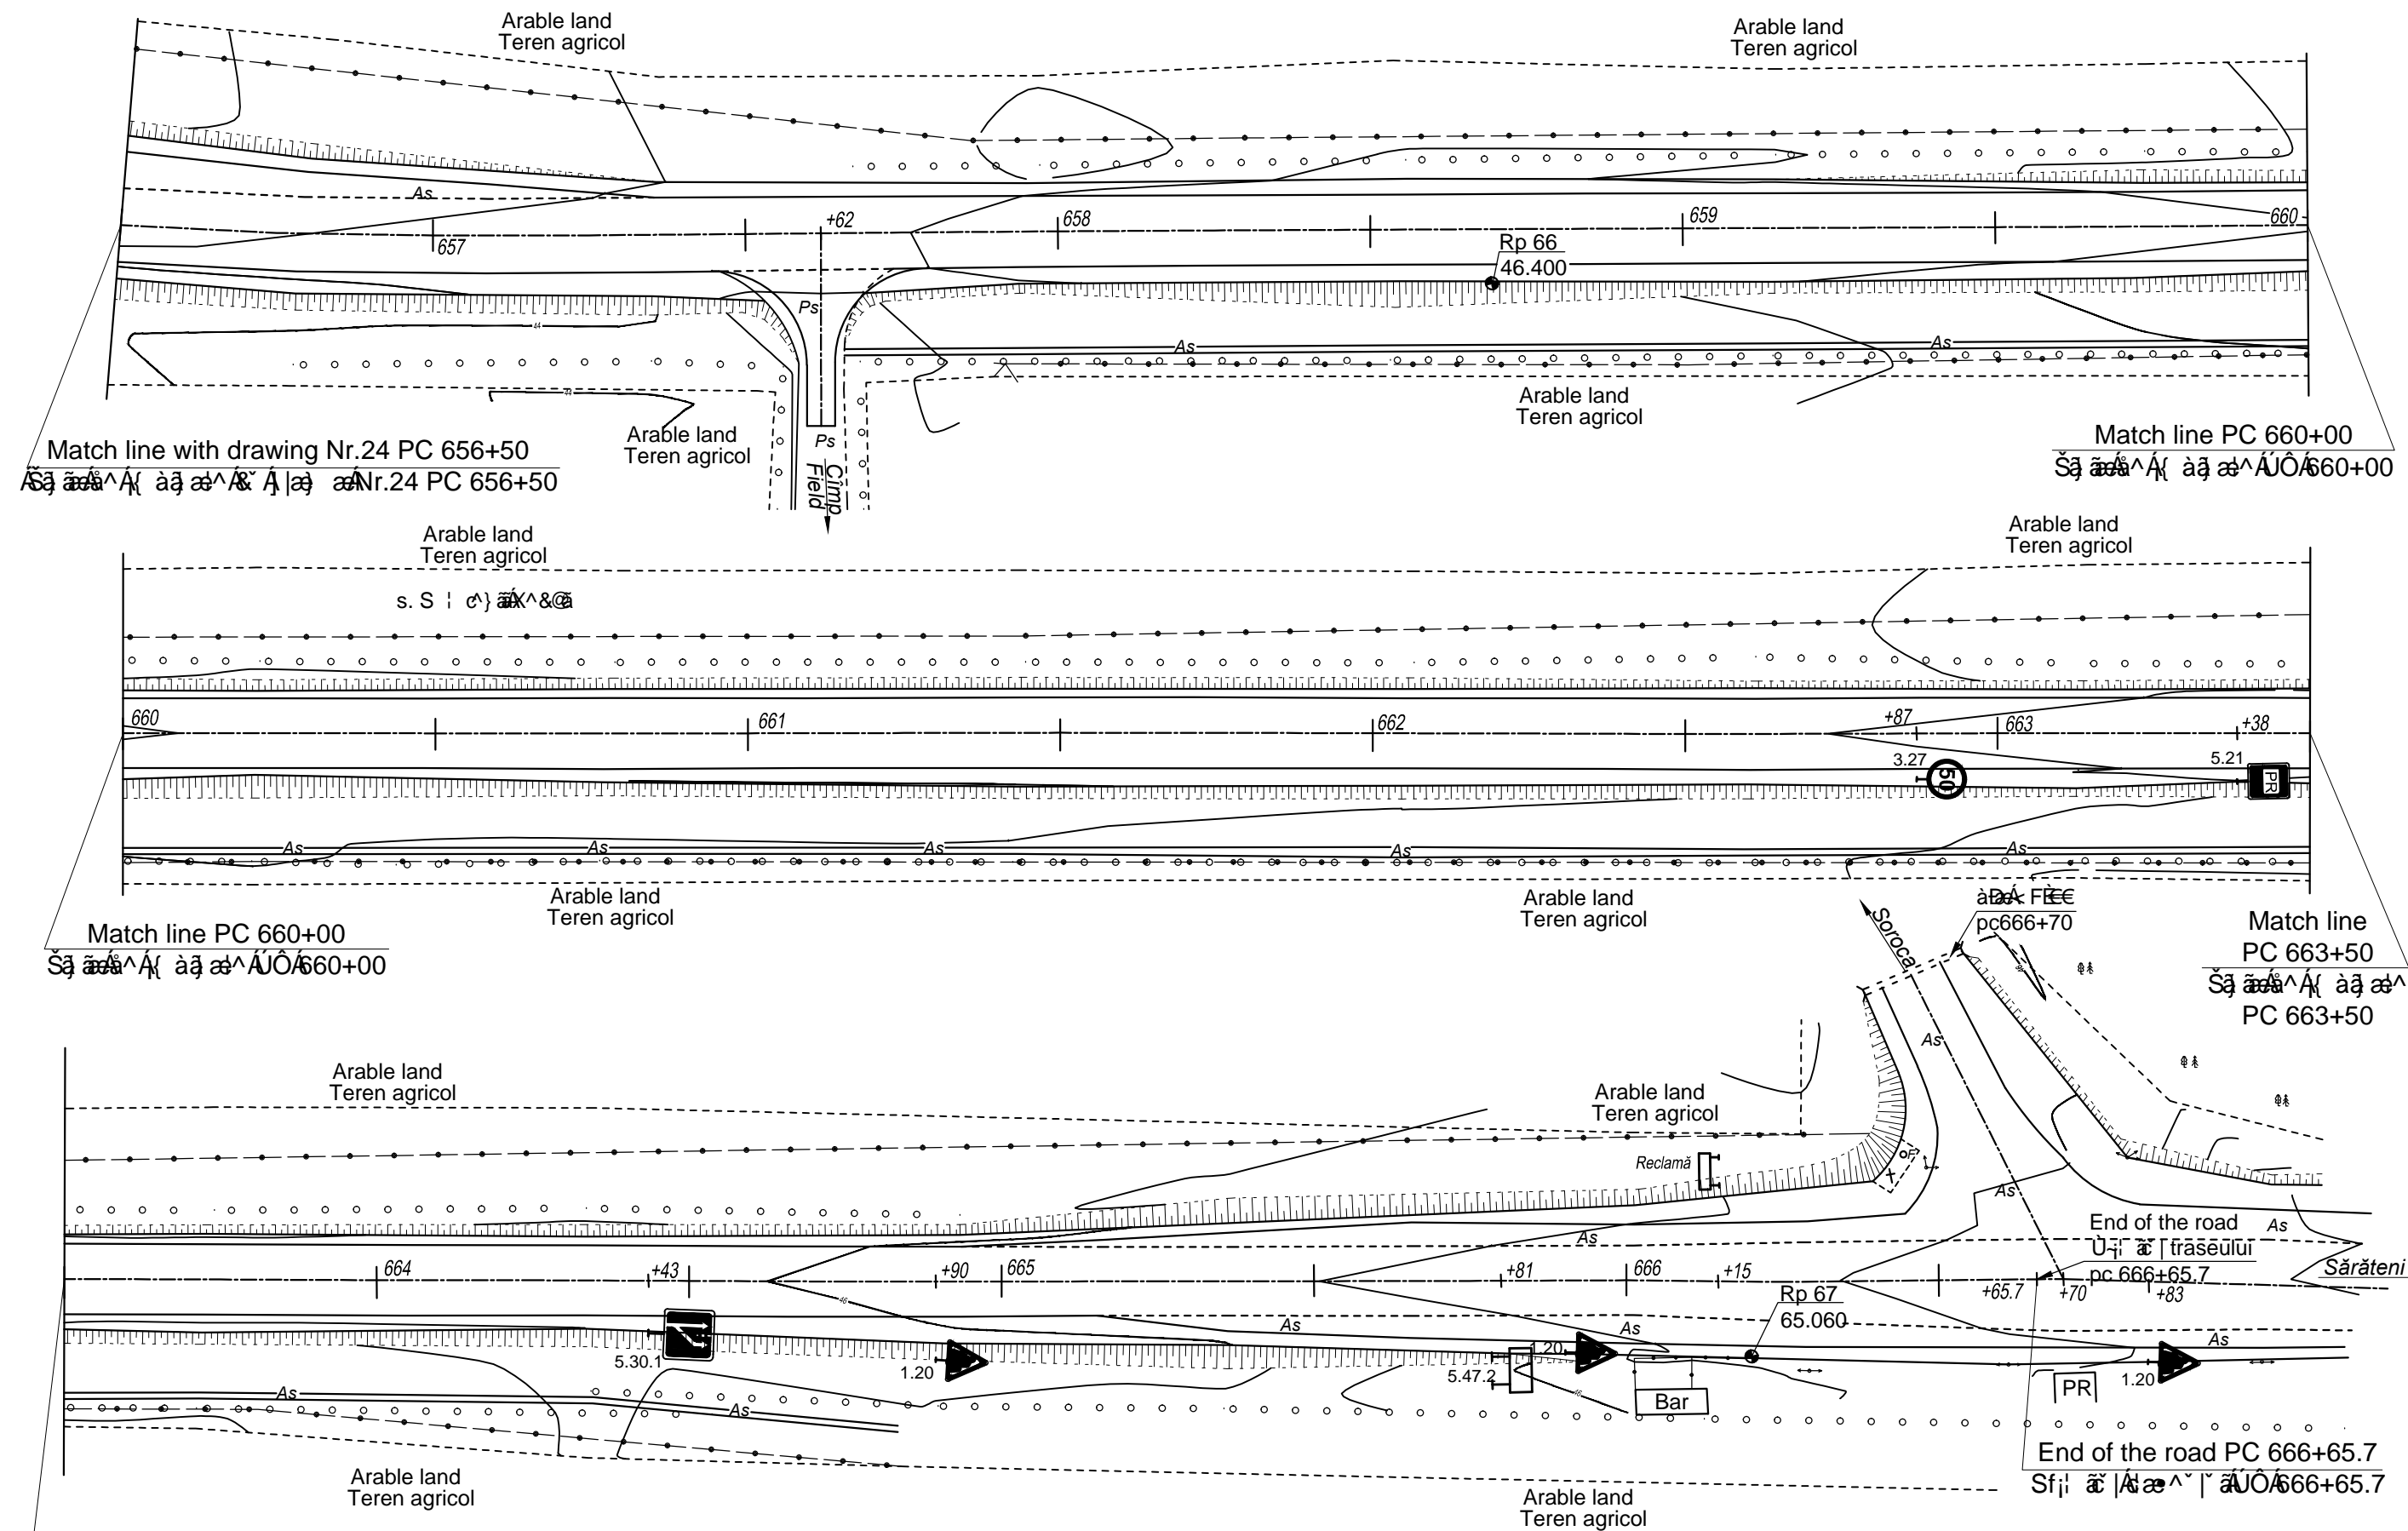 Arable land
Teren agricol
Arable land
Teren agricol
As
657
+62
658
659
660
Rp 66
46.400
Ps
44
As
As
44
Arable land
Teren agricol
Arable land
Teren agricol
Ps
Cîmp
Field
Match line with drawing Nr.24 PC 656+50
Nr.24 PC 656+50
Match line PC 660+00
660+00
Arable land
Teren agricol
Arable land
Teren agricol
s. S
660
661
662
+87
663
+38
3.27
50
5.21
PR
As
As
As
As
As
Arable land
Teren agricol
Arable land
Teren agricol
Match line PC 660+00
660+00
Soroca
pc666+70
Match line
PC 663+50
PC 663+50
As
Arable land
Teren agricol
Arable land
Teren agricol
Reclamă
As
End of the road
traseului
pc 666+65.7
As
As
Sărăteni
664
+43
+90
665
+81
666
+15
+65.7
+70
+83
46
Rp 67
65.060
As
As
As
5.30.1
1.20
5.47.2
1.20
1.20
46
Bar
PR
As
As
Arable land
Teren agricol
Arable land
Teren agricol
End of the road PC 666+65.7
666+65.7